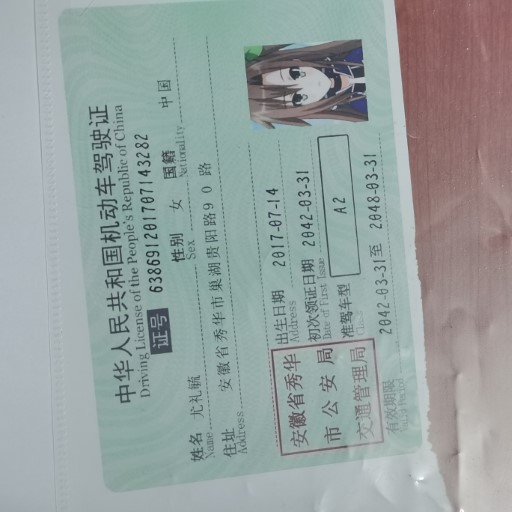 中华人民共和国机动车驾驶证
Driving License of the People's Republic of China
证号 638691201707143282
姓名 尤礼毓 性别 女 国籍 中国
Name Sex Nationality
住址 安徽省秀华市巢湖贵阳路90路
Address
出生日期 2017-07-14
Address
初次领证日期 2042-03-31
Date of First Issue
准驾车型 A2
Class
有效期限 2042-03-31至 2048-03-31
安徽省秀华
市公安局
交通管理局